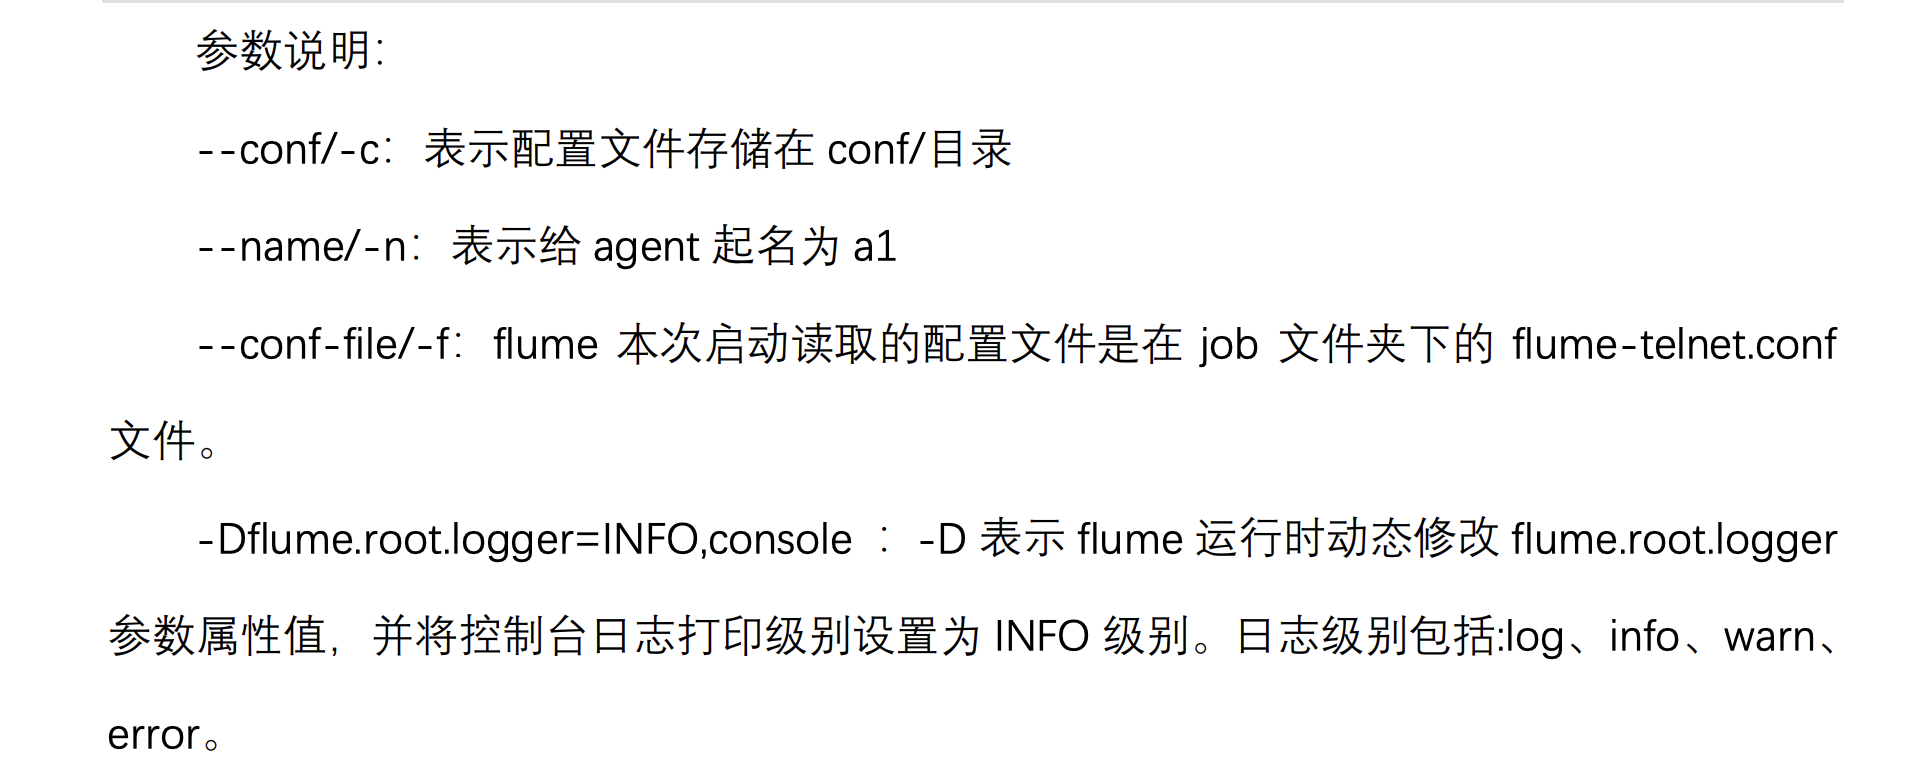 参数说明：
--conf/-c：表示配置文件存储在 conf/目录
--name/-n：表示给 agent 起名为 a1
--conf-file/-f：flume 本次启动读取的配置文件是在 job 文件夹下的 flume-telnet.conf
文件。
-Dflume.root.logger=INFO,console ：-D 表示 flume 运行时动态修改 flume.root.logger
参数属性值，并将控制台日志打印级别设置为 INFO 级别。日志级别包括:log、info、warn、
error。